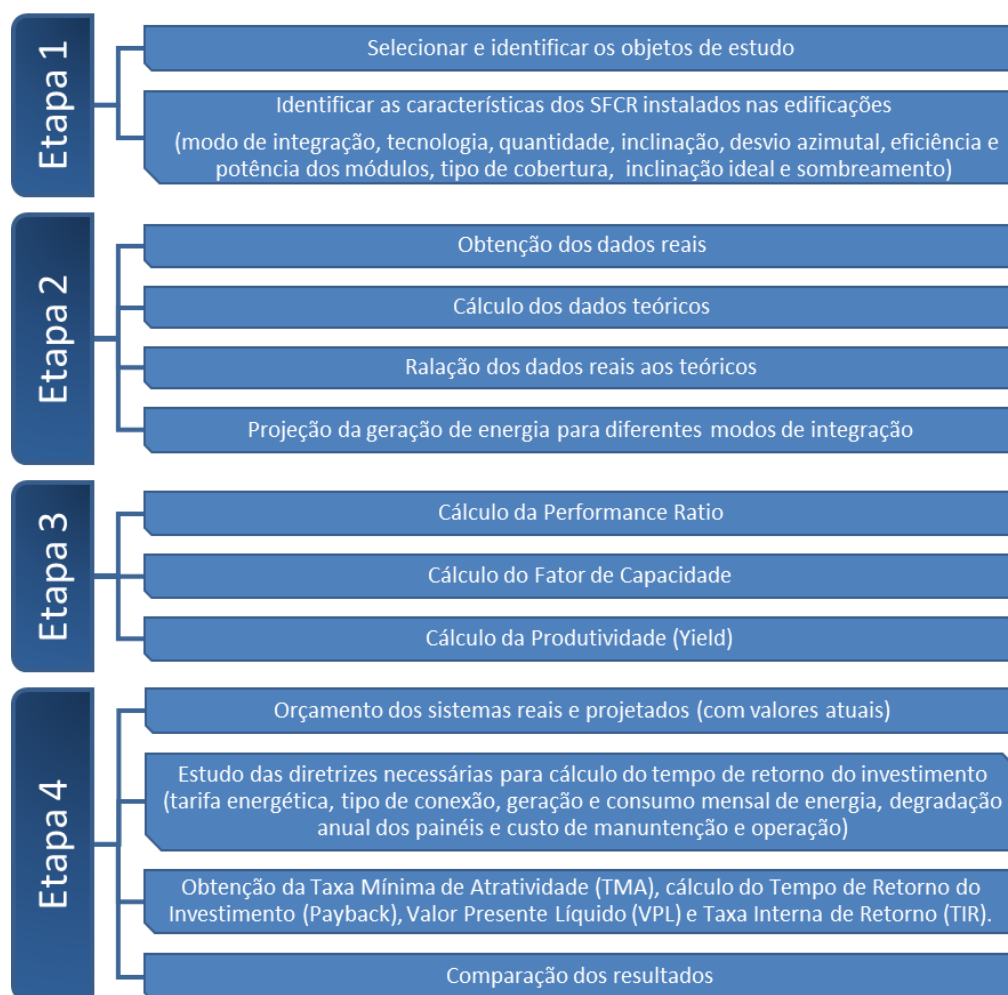 Etapa 1
Selecionar e identificar os objetos de estudo
Identificar as características dos SFCR instalados nas edificações
(modo de integração, tecnologia, quantidade, inclinação, desvio azimutal, eficiência e
potência dos módulos, tipo de cobertura, inclinação ideal e sombreamento)
Etapa 2
Obtenção dos dados reais
Cálculo dos dados teóricos
Ralação dos dados reais aos teóricos
Projeção da geração de energia para diferentes modos de integração
Etapa 3
Cálculo da Performance Ratio
Cálculo do Fator de Capacidade
Cálculo da Produtividade (Yield)
Etapa 4
Orçamento dos sistemas reais e projetados (com valores atuais)
Estudo das diretrizes necessárias para cálculo do tempo de retorno do investimento
(tarifa energética, tipo de conexão, geração e consumo mensal de energia, degradação
anual dos painéis e custo de manuntenção e operação)
Obtenção da Taxa Mínima de Atratividade (TMA), cálculo do Tempo de Retorno do
Investimento (Payback), Valor Presente Líquido (VPL) e Taxa Interna de Retorno (TIR).
Comparação dos resultados